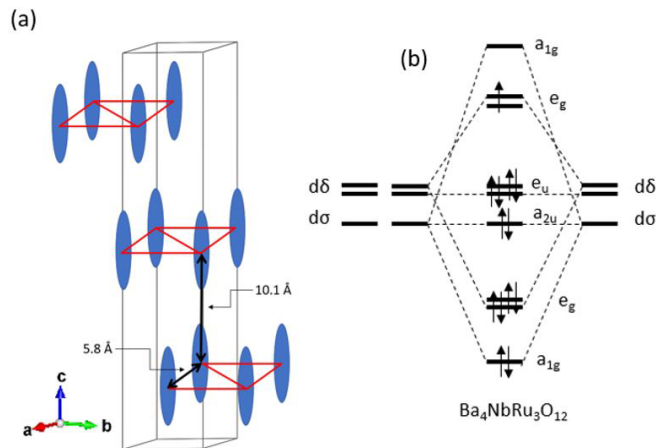 (a)
10.1 Å
5.8 Å
c
a
b
(b)
a1g
eg
dδ
eu
dδ
dσ
a2u
dσ
eg
a1g
Ba4NbRu3O12